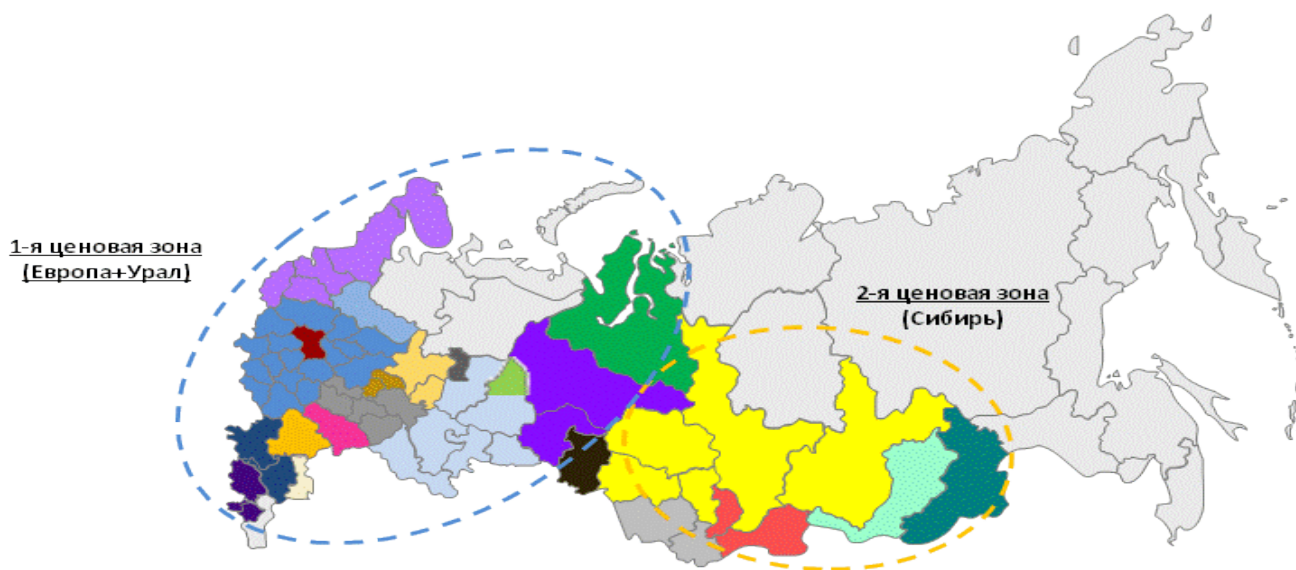 1-я ценовая зона
(Европа+Урал)
2-я ценовая зона
(Сибирь)